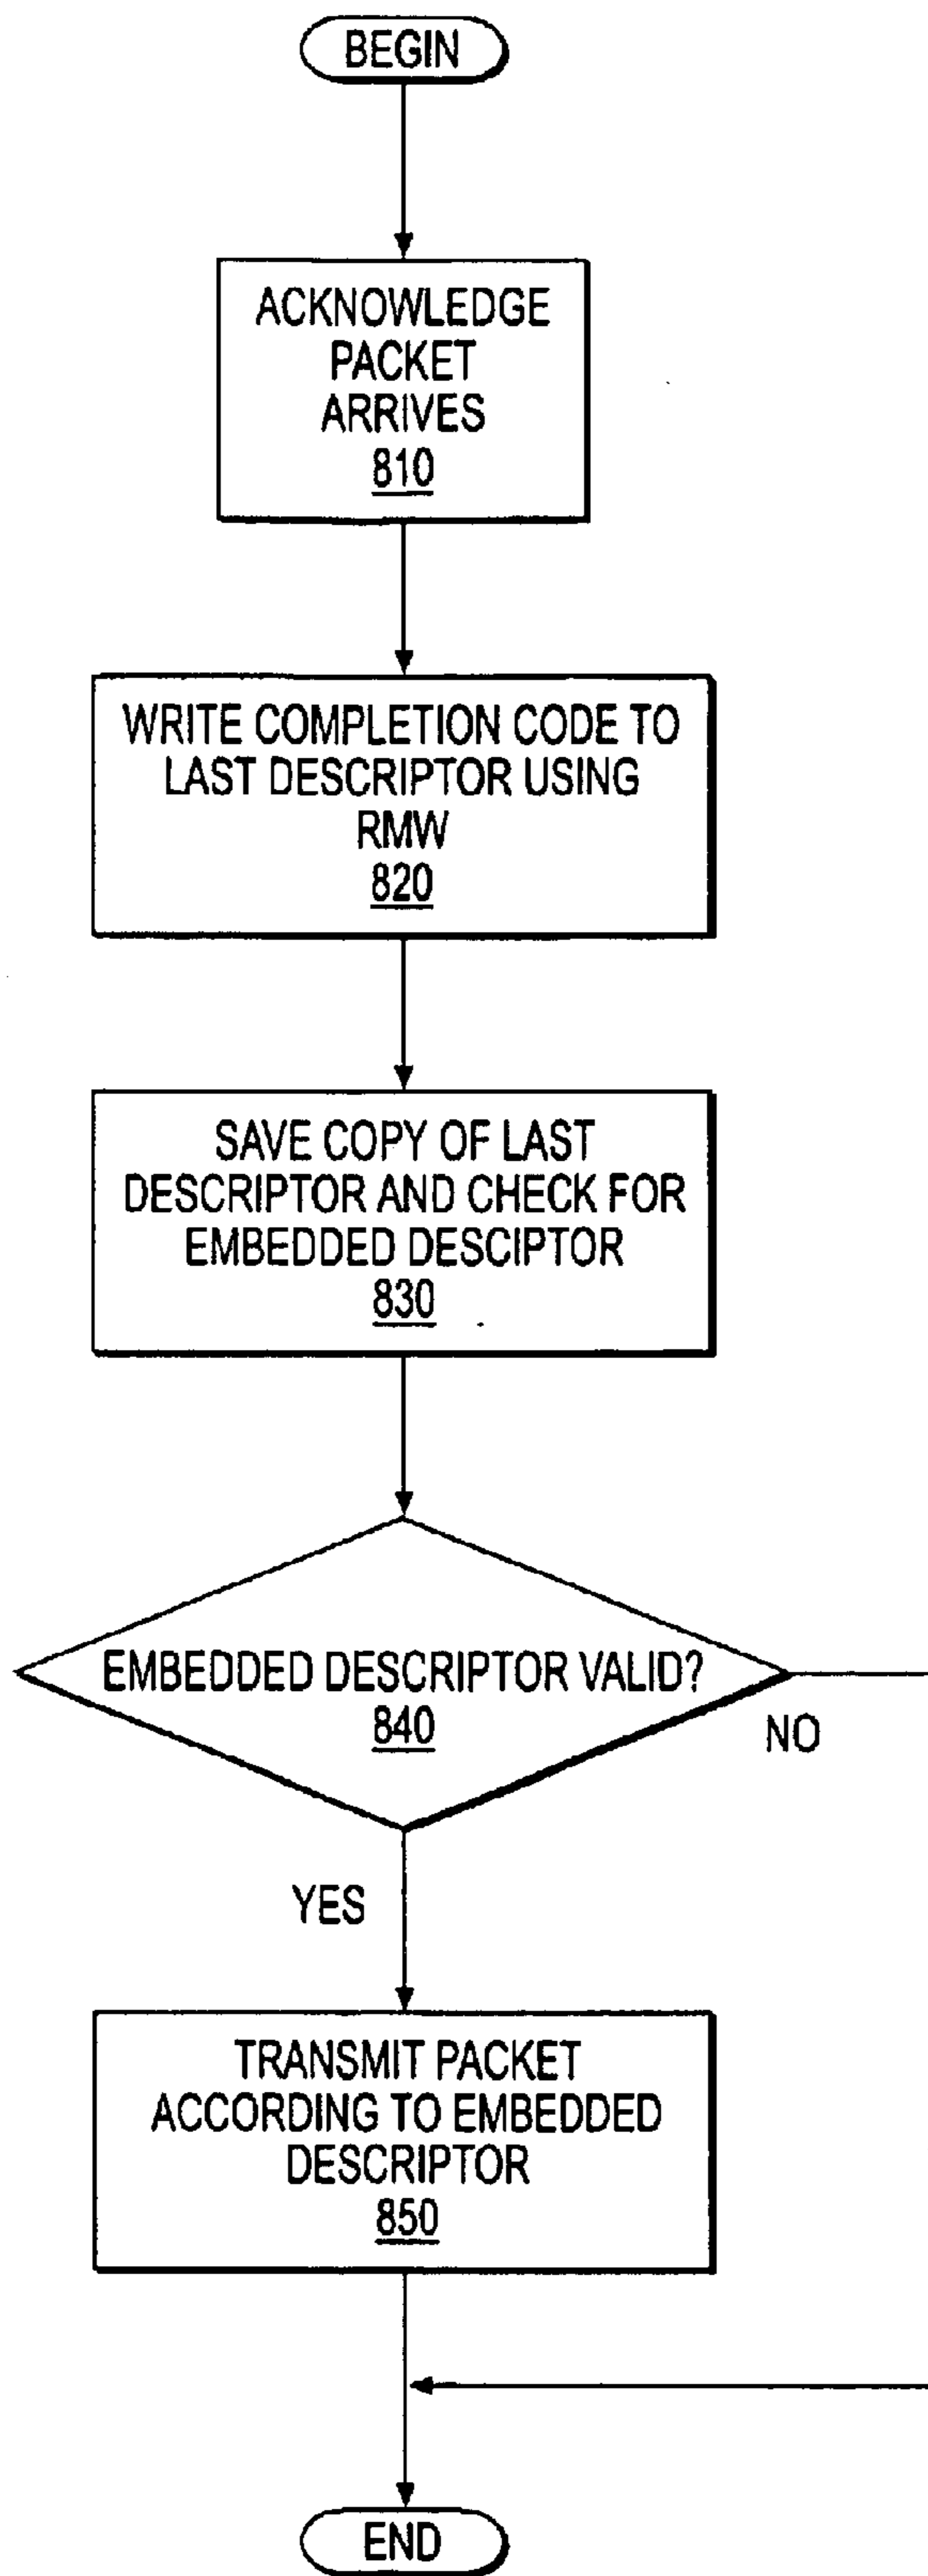 BEGIN
ACKNOWLEDGE
PACKET
ARRIVES
810
WRITE COMPLETION CODE TO
LAST DESCRIPTOR USING
RMW
820
SAVE COPY OF LAST
DESCRIPTOR AND CHECK FOR
EMBEDDED DESCIPTOR
830
EMBEDDED DESCRIPTOR VALID?
840
NO
YES
TRANSMIT PACKET
ACCORDING TO EMBEDDED
DESCRIPTOR
850
END